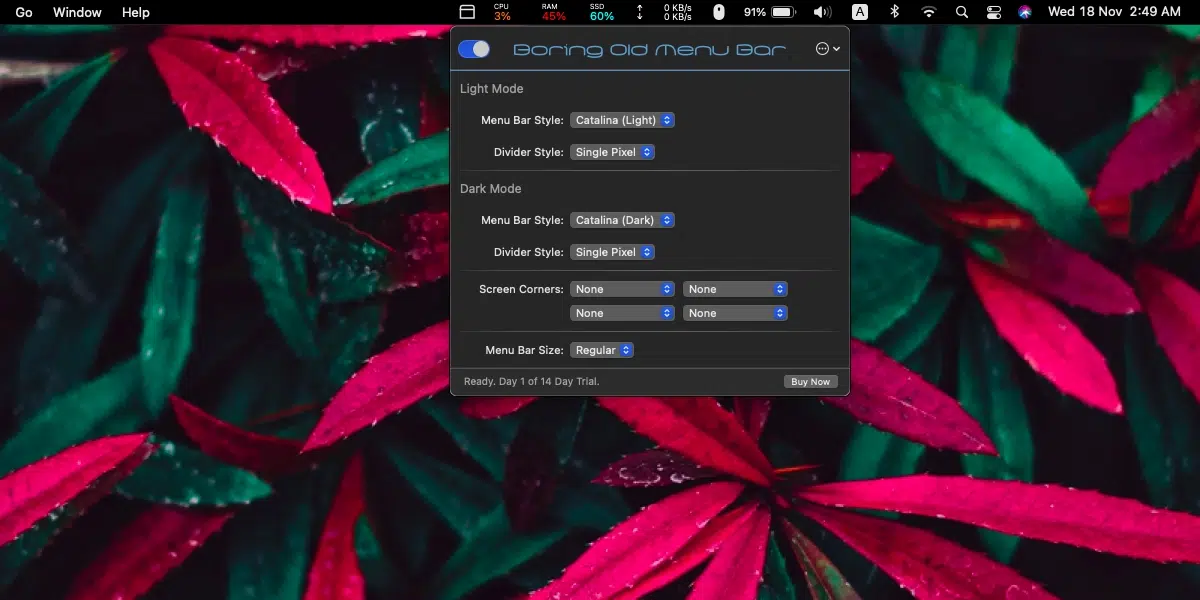 Go Window Help CPU 3% RAM 45% SSD 60% 0 KB/s 0 KB/s 91% A Wed 18 Nov 2:49 AM
Boring Old Menu Bar
Light Mode
Menu Bar Style: Catalina (Light)
Divider Style: Single Pixel
Dark Mode
Menu Bar Style: Catalina (Dark)
Divider Style: Single Pixel
Screen Corners: None None
None None
Menu Bar Size: Regular
Ready. Day 1 of 14 Day Trial. Buy Now